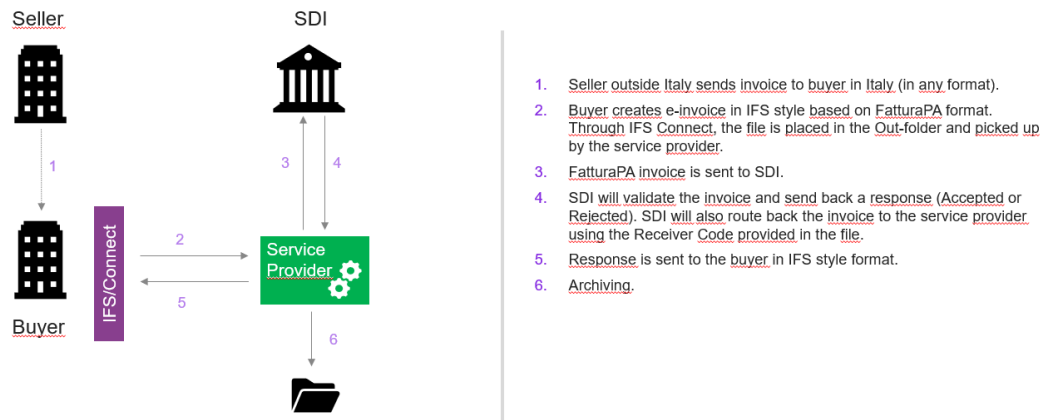 Seller
SDI
1
3
4
IFS/Connect
2
5
Service
Provider
Buyer
6
1. Seller outside Italy sends invoice to buyer in Italy (in any format).
2. Buyer creates e-invoice in IFS style based on FatturaPA format.
Through IFS Connect, the file is placed in the Out-folder and picked up
by the service provider.
3. FatturaPA invoice is sent to SDI.
4. SDI will validate the invoice and send back a response (Accepted or
Rejected). SDI will also route back the invoice to the service provider
using the Receiver Code provided in the file.
5. Response is sent to the buyer in IFS style format.
6. Archiving.